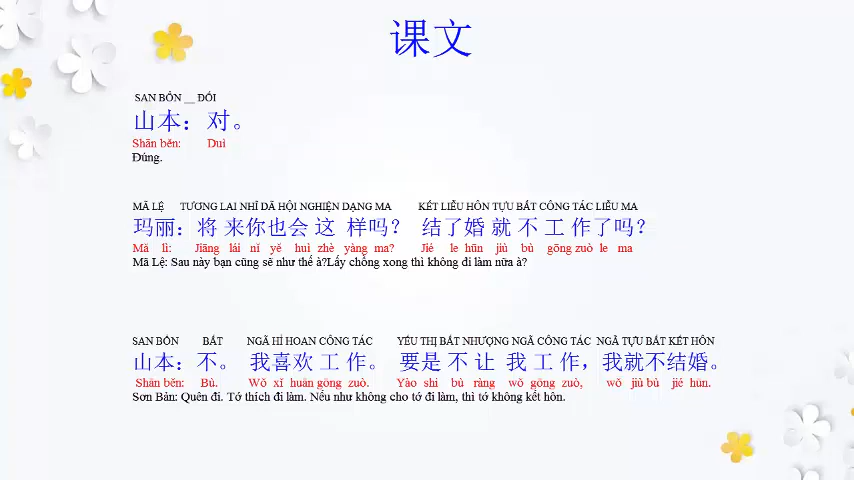 课文
SAN BỔN __ ĐỐI
山本：对。
Shān běn: Duì
Đúng.
MÃ LỆ TƯƠNG LAI NHĨ DÃ HỘI NGHIỆN DẠNG MA KẾT LIỄU HÔN TỰU BẤT CÔNG TÁC LIỄU MA
玛丽：将 来你也会 这 样吗？ 结了婚 就 不 工 作了吗？
Mǎ lì: Jiāng lái nǐ yě huì zhè yàng ma? Jié le hūn jiù bù gōng zuò le ma
Mã Lệ: Sau này bạn cũng sẽ như thế à?Lấy chồng xong thì không đi làm nữa à?
SAN BỔN BẤT NGÃ HỈ HOAN CÔNG TÁC YẾU THỊ BẤT NHƯỢNG NGÃ CÔNG TÁC NGÃ TỰU BẤT KẾT HÔN
山本：不。我喜欢 工 作。 要是 不 让 我 工 作，我就不结婚。
Shān běn: Bù. Wǒ xǐ huān gōng zuò. Yào shì bù ràng wǒ gōng zuò, wǒ jiù bù jié hūn.
Sơn Bản: Quên đi. Tớ thích đi làm. Nếu như không cho tớ đi làm, thì tớ không kết hôn.